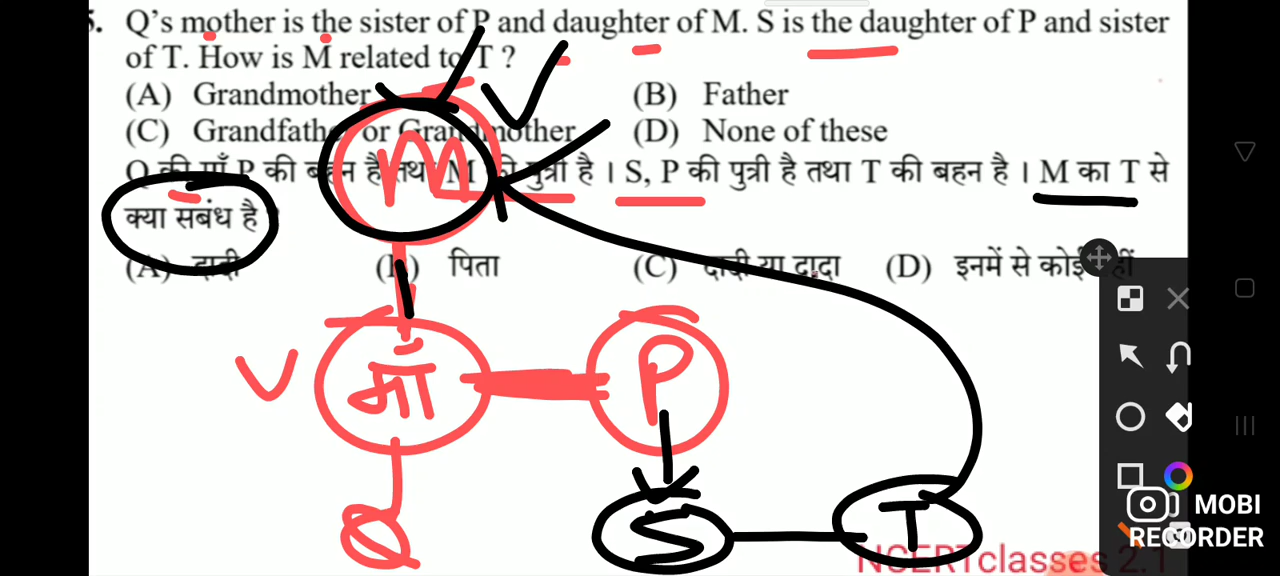 5. Q's mother is the sister of P and daughter of M. S is the daughter of P and sister
of T. How is M related to T ?
(A) Grandmother (B) Father
(C) Grandfather or Grandmother (D) None of these
Q की माँ P की बहन है तथा M की पुत्री है । S, P की पुत्री है तथा T की बहन है । M का T से
क्या सबंध है
(A) दादी (B) पिता (C) दादी या दादा (D) इनमें से कोई नहीं
M
माँ P
Q S T
MOBI
RECORDER
NCERTclasses 2.1